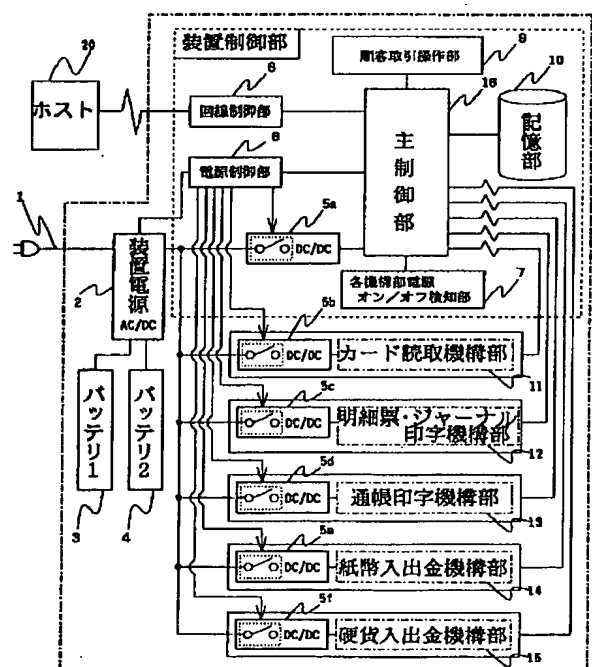 装置制御部
20
ホスト
9
顧客取引操作部
6
回線制御部
16
主制御部
10
記憶部
8
電源制御部
1
2
装置電源
AC/DC
5a
DC/DC
各機構部電源
オン/オフ検知部
7
バッテリ1
3
バッテリ2
4
5b
DC/DC
カード読取機構部
11
5c
DC/DC
明細票・ジャーナル
印字機構部
12
5d
DC/DC
通帳印字機構部
13
5e
DC/DC
紙幣入出金機構部
14
5f
DC/DC
硬貨入出金機構部
15